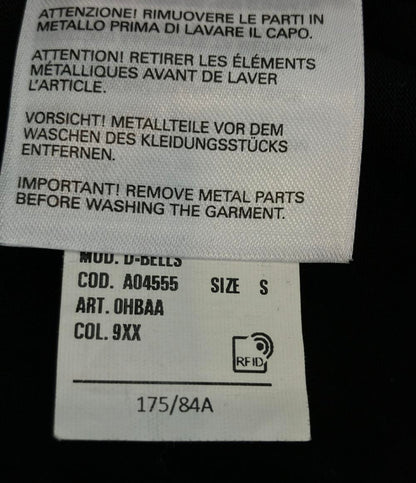 ATTENZIONE! RIMUOVERE LE PARTI IN
METALLO PRIMA DI LAVARE IL CAPO.
ATTENTION! RETIRER LES ÉLÉMENTS
MÉTALLIQUES AVANT DE LAVER
L'ARTICLE.
VORSICHT! METALLTEILE VOR DEM
WASCHEN DES KLEIDUNGSSTÜCKS
ENTFERNEN.
IMPORTANT! REMOVE METAL PARTS
BEFORE WASHING THE GARMENT.
MOD. D-BELLS
COD. A04555 SIZE S
ART. 0HBAA
COL. 9XX
RFID
175/84A